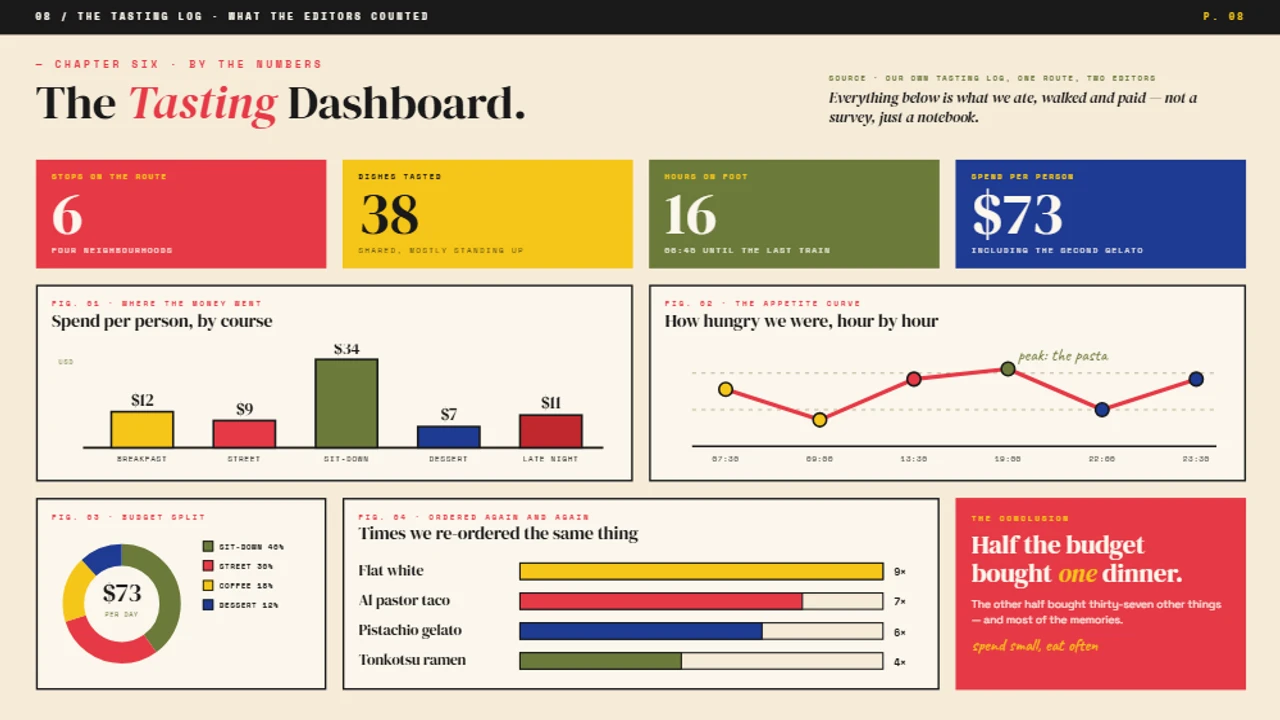 08 / THE TASTING LOG · WHAT THE EDITORS COUNTED
P. 08
— CHAPTER SIX · BY THE NUMBERS
The Tasting Dashboard.
SOURCE · OUR OWN TASTING LOG, ONE ROUTE, TWO EDITORS
Everything below is what we ate, walked and paid — not a
survey, just a notebook.
STOPS ON THE ROUTE
6
FOUR NEIGHBOURHOODS
DISHES TASTED
38
SHARED, MOSTLY STANDING UP
HOURS ON FOOT
16
06:45 UNTIL THE LAST TRAIN
SPEND PER PERSON
$73
INCLUDING THE SECOND GELATO
FIG. 01 · WHERE THE MONEY WENT
Spend per person, by course
USD
$12
$9
$34
$7
$11
BREAKFAST
STREET
SIT-DOWN
DESSERT
LATE NIGHT
FIG. 02 · THE APPETITE CURVE
How hungry we were, hour by hour
peak: the pasta
07:30
09:00
13:30
19:00
22:00
23:30
FIG. 03 · BUDGET SPLIT
$73
PER DAY
SIT-DOWN
STREET
COFFEE
DESSERT 12%
FIG. 04 · ORDERED AGAIN AND AGAIN
Times we re-ordered the same thing
Flat white
9×
Al pastor taco
7×
Pistachio gelato
6×
Tonkotsu ramen
4×
THE CONCLUSION
Half the budget
bought one dinner.
The other half bought thirty-seven other things
— and most of the memories.
spend small, eat often